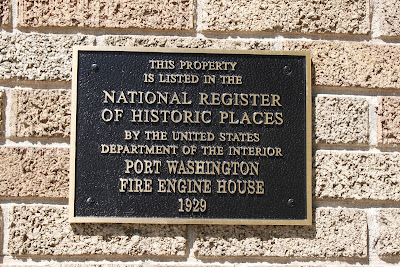 THIS PROPERTY
IS LISTED IN THE
NATIONAL REGISTER
OF HISTORIC PLACES
BY THE UNITED STATES
DEPARTMENT OF THE INTERIOR
PORT WASHINGTON
FIRE ENGINE HOUSE
1929